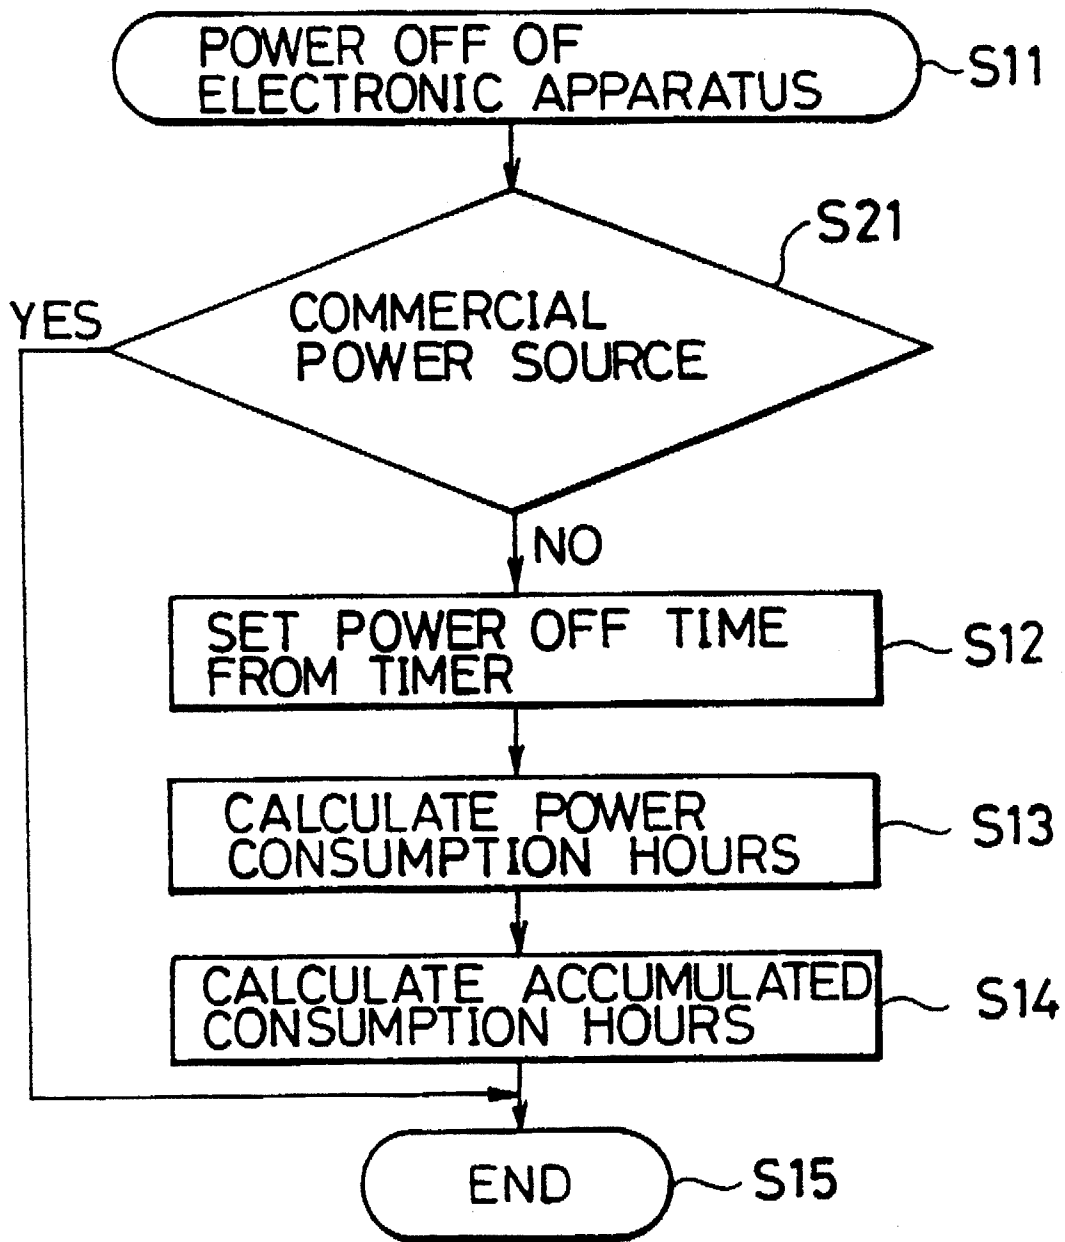 POWER OFF OF
ELECTRONIC APPARATUS
S11
S21
YES
COMMERCIAL
POWER SOURCE
NO
SET POWER OFF TIME
FROM TIMER
S12
CALCULATE POWER
CONSUMPTION HOURS
S13
CALCULATE ACCUMULATED
CONSUMPTION HOURS
S14
END
S15